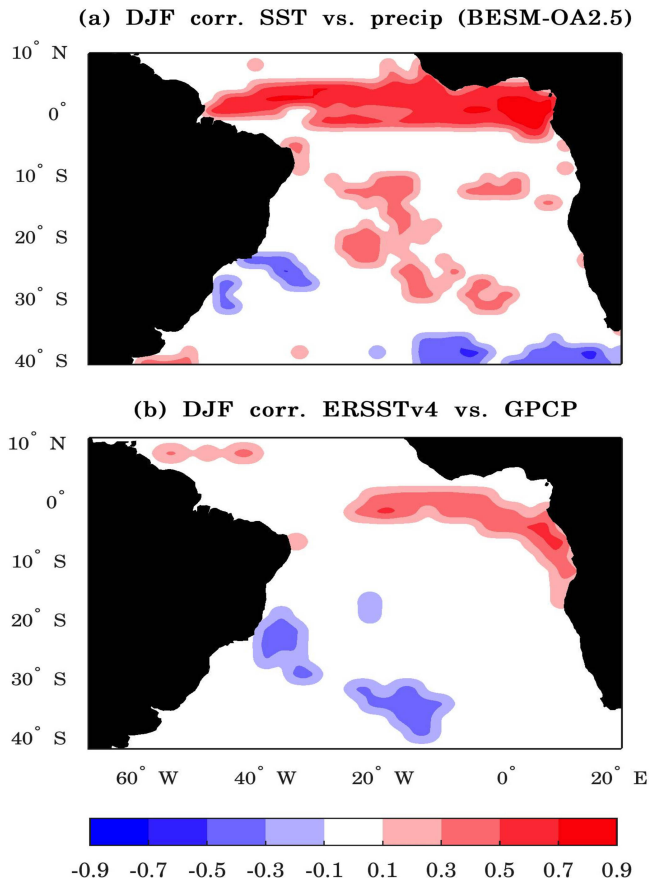 (a) DJF corr. SST vs. precip (BESM-OA2.5)
10° N
0°
10° S
20° S
30° S
40° S
(b) DJF corr. ERSSTv4 vs. GPCP
10° N
0°
10° S
20° S
30° S
40° S
60° W 40° W 20° W 0° 20° E
-0.9 -0.7 -0.5 -0.3 -0.1 0.1 0.3 0.5 0.7 0.9